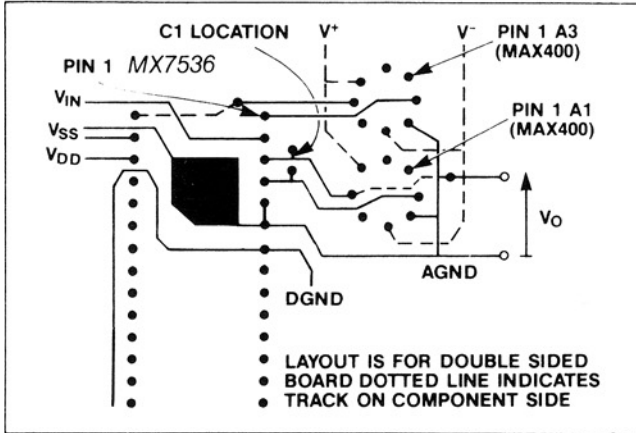 C1 LOCATION
V⁺
V⁻
PIN 1 A3
(MAX400)
PIN 1 MX7536
VIN
VSS
VDD
PIN 1 A1
(MAX400)
VO
AGND
DGND
LAYOUT IS FOR DOUBLE SIDED
BOARD DOTTED LINE INDICATES
TRACK ON COMPONENT SIDE